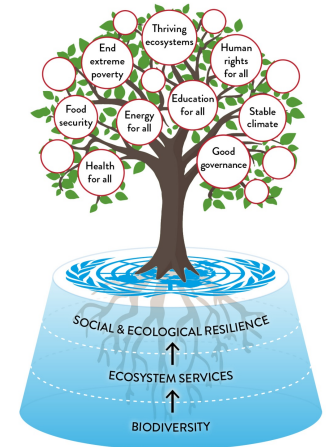 Thriving
ecosystems
End
extreme
poverty
Human
rights
for all
Education
for all
Food
security
Energy
for all
Stable
climate
Good
governance
Health
for all
SOCIAL & ECOLOGICAL RESILIENCE
ECOSYSTEM SERVICES
BIODIVERSITY